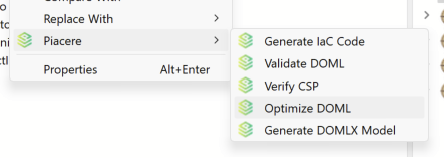 Compare With
Replace With
Piacere
Properties Alt+Enter
Generate IaC Code
Validate DOML
Verify CSP
Optimize DOML
Generate DOMLX Model